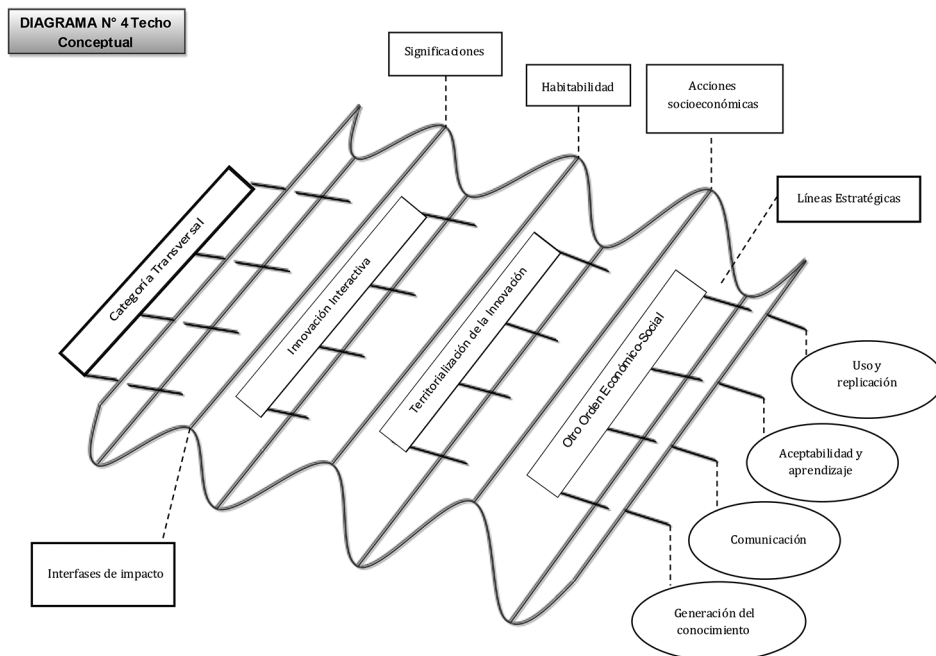 DIAGRAMA N° 4 Techo
Conceptual
Significaciones
Habitabilidad
Acciones
socioeconómicas
Líneas Estratégicas
Categoría Transversal
Innovación Interactiva
Territorialización de la Innovación
Otro Orden Económico-Social
Uso y
replicación
Aceptabilidad y
aprendizaje
Comunicación
Interfases de impacto
Generación del
conocimiento